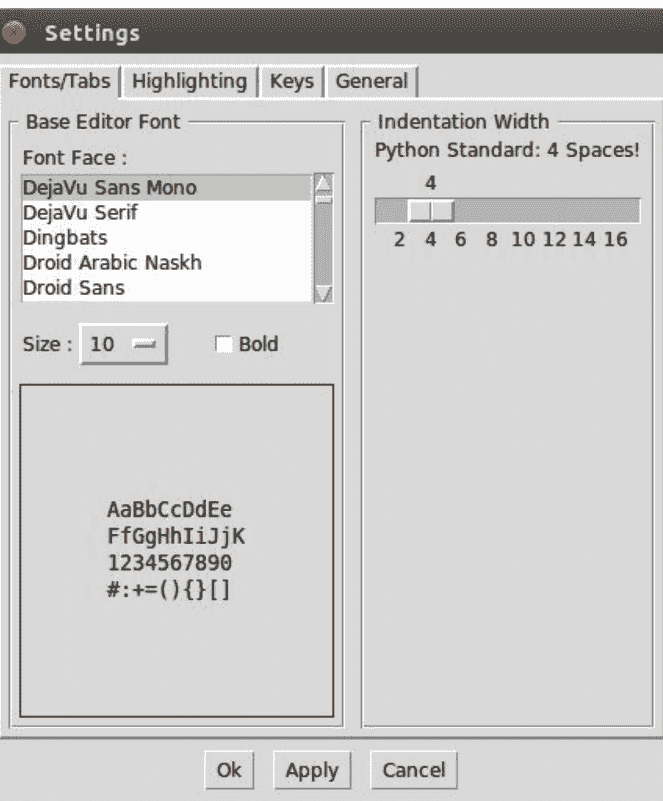 Settings
Fonts/Tabs Highlighting Keys General
Base Editor Font
Font Face :
DejaVu Sans Mono
DejaVu Serif
Dingbats
Droid Arabic Naskh
Droid Sans
Size : 10 Bold
AaBbCcDdEe
FfGgHhIiJjK
1234567890
#:+=(){}[]
Indentation Width
Python Standard: 4 Spaces!
4
2 4 6 8 10 12 14 16
Ok Apply Cancel